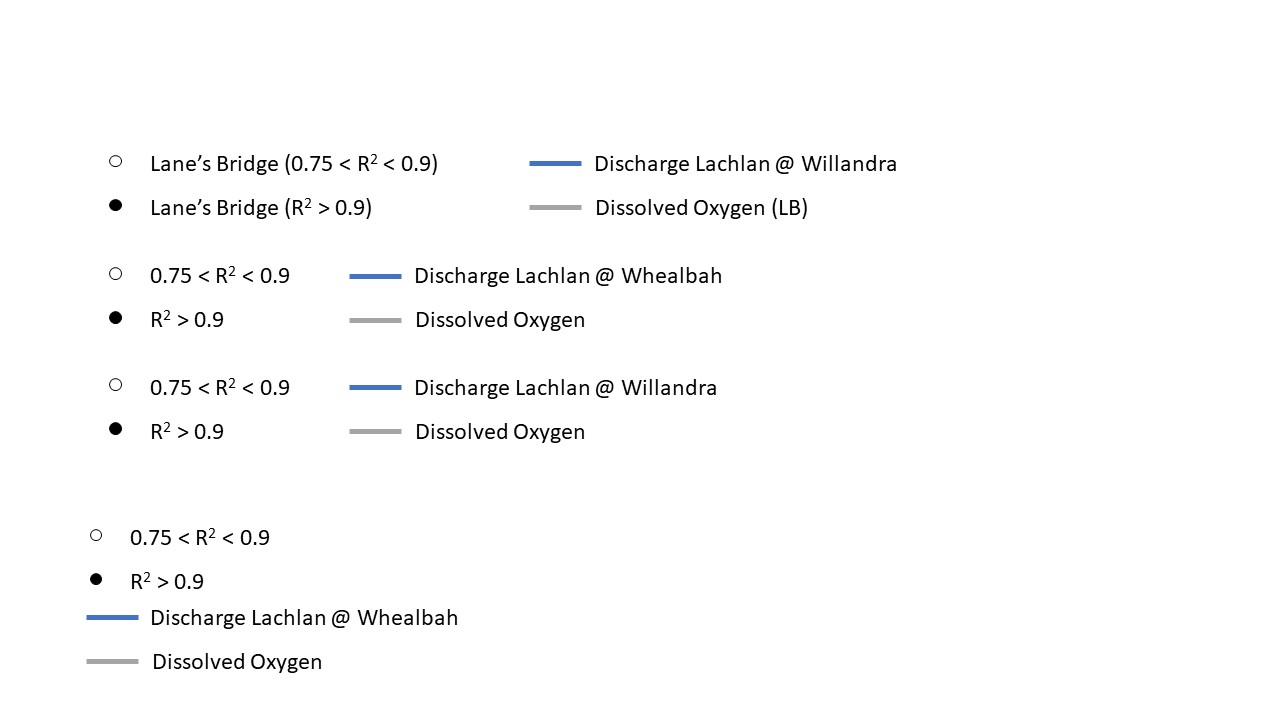 Lane’s Bridge (0.75 < R² < 0.9) Discharge Lachlan @ Willandra
Lane’s Bridge (R² > 0.9) Dissolved Oxygen (LB)
0.75 < R² < 0.9 Discharge Lachlan @ Whealbah
R² > 0.9 Dissolved Oxygen
0.75 < R² < 0.9 Discharge Lachlan @ Willandra
R² > 0.9 Dissolved Oxygen
0.75 < R² < 0.9
R² > 0.9
Discharge Lachlan @ Whealbah
Dissolved Oxygen